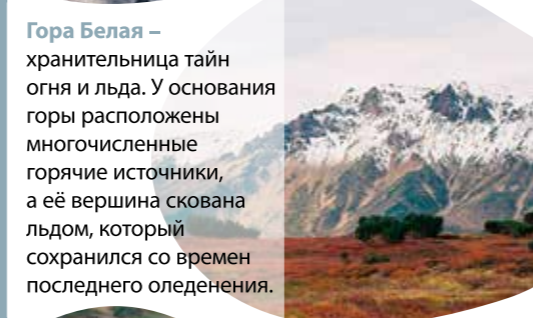 Гора Белая –
хранительница тайн
огня и льда. У основания
горы расположены
многочисленные
горячие источники,
а её вершина скована
льдом, который
сохранился со времен
последнего оледенения.